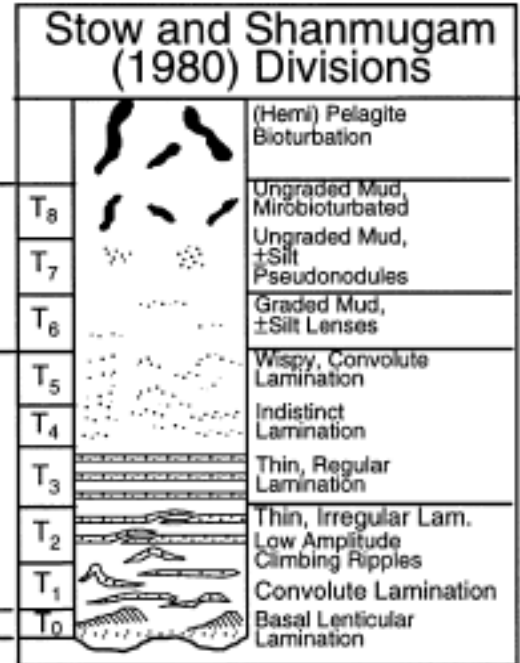 Stow and Shanmugam
(1980) Divisions
(Hemi) Pelagite
Bioturbation
T8
Ungraded Mud,
Mirobioturbated
T7
Ungraded Mud,
±Silt
Pseudonodules
T6
Graded Mud,
±Silt Lenses
T5
Wispy, Convolute
Lamination
T4
Indistinct
Lamination
T3
Thin, Regular
Lamination
T2
Thin, Irregular Lam.
Low Amplitude
Climbing Ripples
T1
Convolute Lamination
T0
Basal Lenticular
Lamination